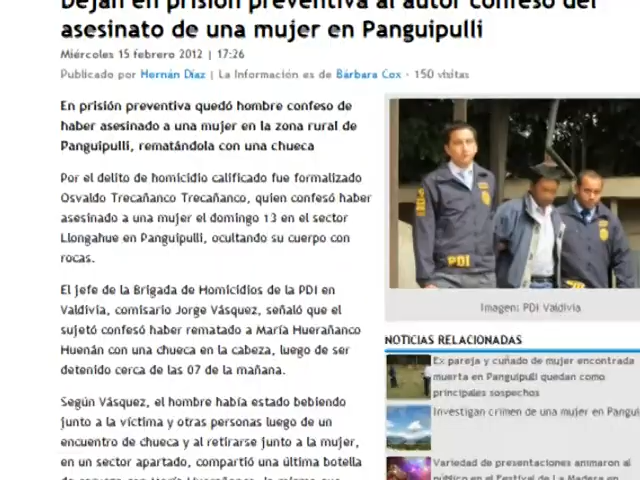 Dejan en prisión preventiva al autor confeso del
asesinato de una mujer en Panguipulli
Miércoles 15 febrero 2012 | 17:26
Publicado por Hernán Díaz | La Información es de Bárbara Cox · 150 visitas
En prisión preventiva quedó hombre confeso de
haber asesinado a una mujer en la zona rural de
Panguipulli, rematándola con una chueca
Por el delito de homicidio calificado fue formalizado
Osvaldo Trecañanco Trecañanco, quien confesó haber
asesinado a una mujer el domingo 13 en el sector
Llongahue en Panguipulli, ocultando su cuerpo con
rocas.
El jefe de la Brigada de Homicidios de la PDI en
Valdivia, comisario Jorge Vásquez, señaló que el
sujeto confesó haber rematado a María Huerañanco
Huenán con una chueca en la cabeza, luego de ser
detenido cerca de las 07 de la mañana.
Según Vásquez, el hombre había estado bebiendo
junto a la víctima y otras personas luego de un
encuentro de chueca y al retirarse junto a la mujer,
en un sector apartado, compartió una última botella
PDI
Imagen: PDI Valdivia
NOTICIAS RELACIONADAS
Ex pareja y cuñado de mujer encontrada
muerta en Panguipulli quedan como
principales sospechos
Investigan crimen de una mujer en Pangui
Variedad de presentaciones animaron al
público en el Festival de La Madera en